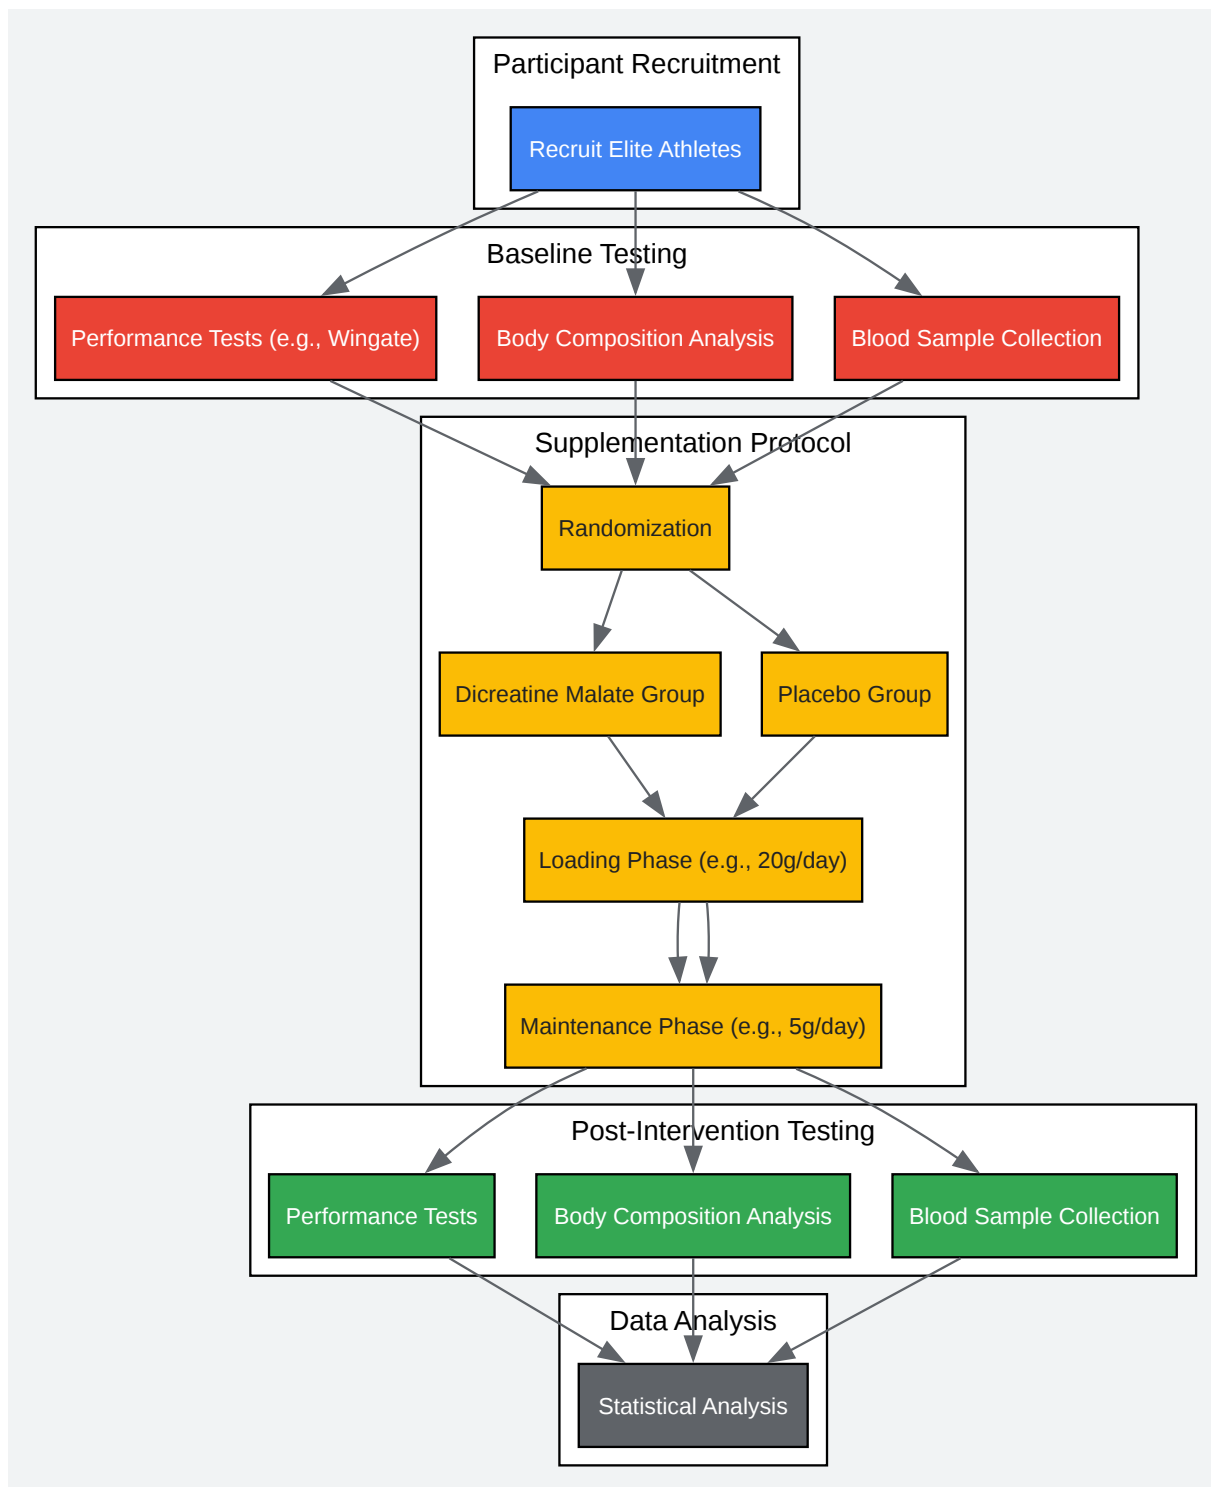 Participant Recruitment
Recruit Elite Athletes
Baseline Testing
Performance Tests (e.g., Wingate)
Body Composition Analysis
Blood Sample Collection
Supplementation Protocol
Randomization
Dicreatine Malate Group
Placebo Group
Loading Phase (e.g., 20g/day)
Maintenance Phase (e.g., 5g/day)
Post-Intervention Testing
Performance Tests
Body Composition Analysis
Blood Sample Collection
Data Analysis
Statistical Analysis